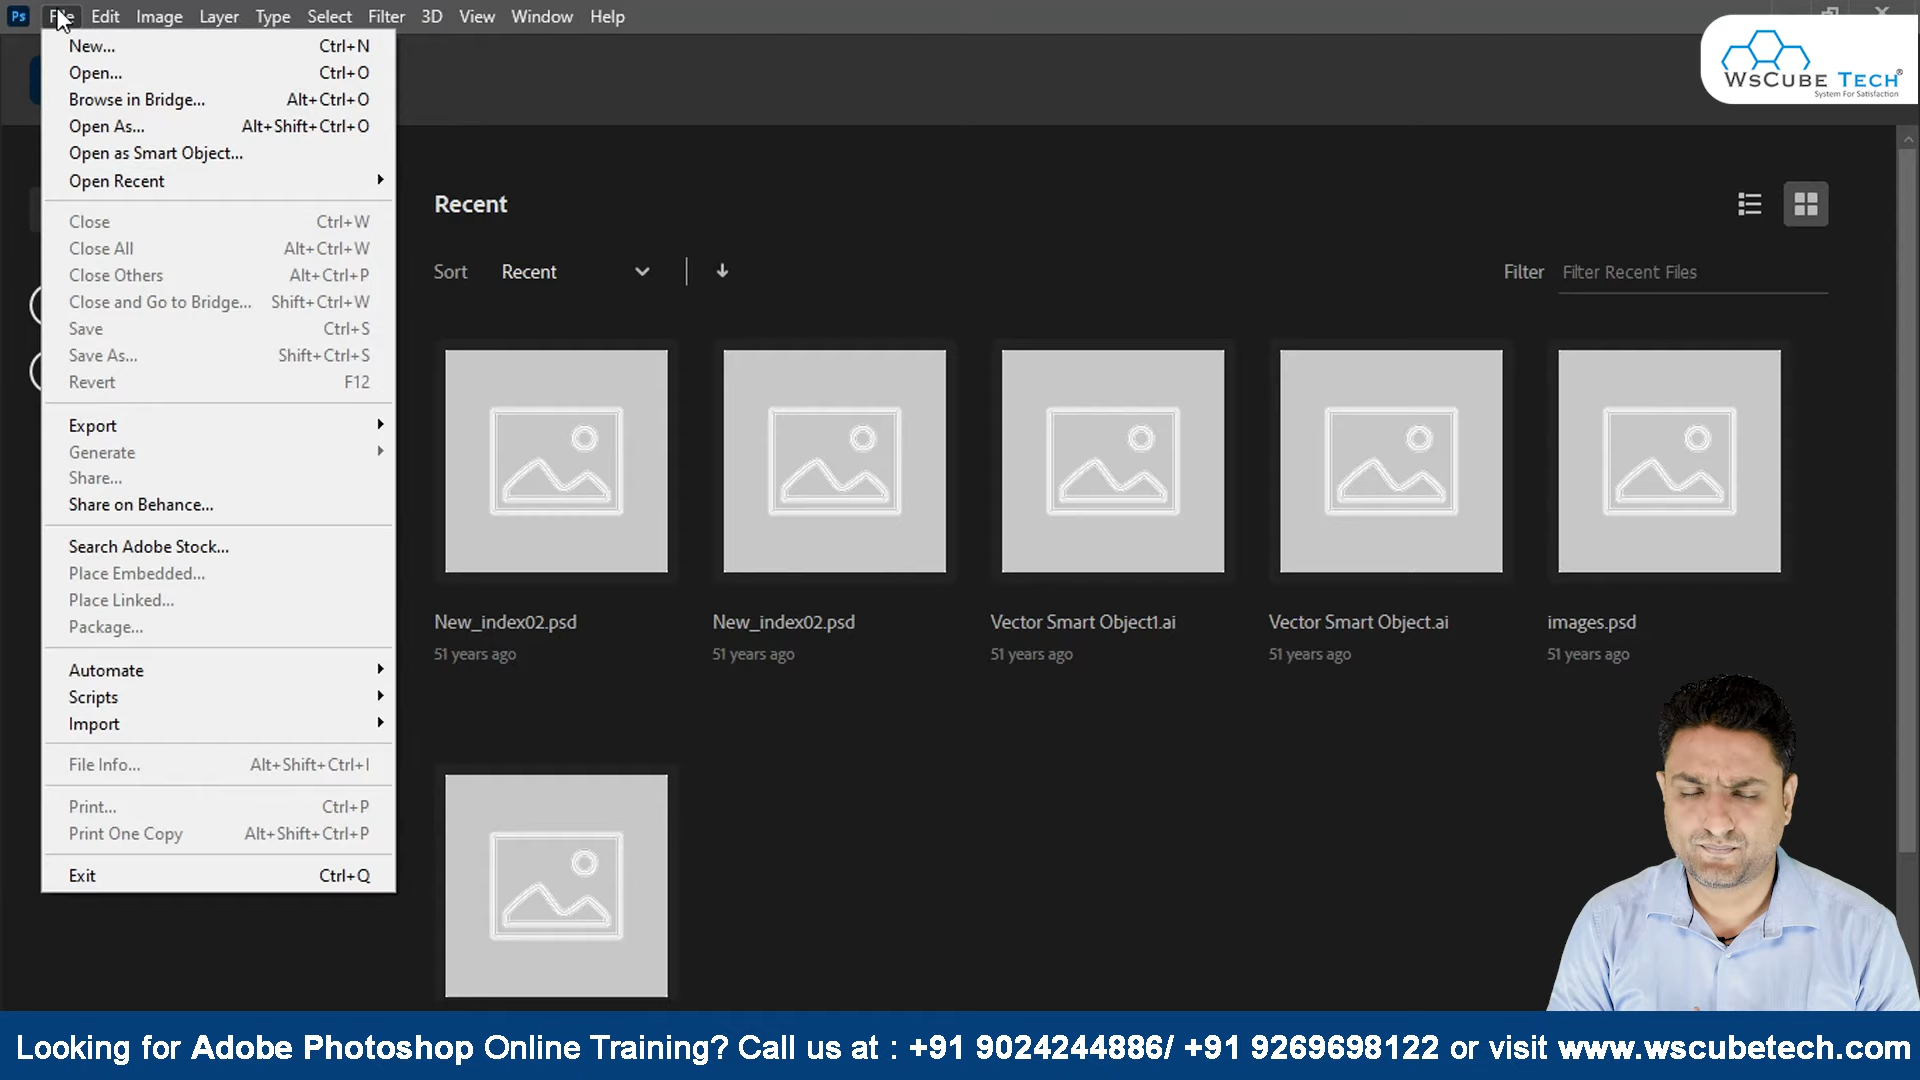 Ps File Edit Image Layer Type Select Filter 3D View Window Help
WsCube Tech®
System For Satisfaction
New... Ctrl+N
Open... Ctrl+O
Browse in Bridge... Alt+Ctrl+O
Open As... Alt+Shift+Ctrl+O
Open as Smart Object...
Open Recent
Close Ctrl+W
Close All Alt+Ctrl+W
Close Others Alt+Ctrl+P
Close and Go to Bridge... Shift+Ctrl+W
Save Ctrl+S
Save As... Shift+Ctrl+S
Revert F12
Export
Generate
Share...
Share on Behance...
Search Adobe Stock...
Place Embedded...
Place Linked...
Package...
Automate
Scripts
Import
File Info... Alt+Shift+Ctrl+I
Print... Ctrl+P
Print One Copy Alt+Shift+Ctrl+P
Exit Ctrl+Q
Recent
Sort Recent
Filter Filter Recent Files
New_index02.psd
51 years ago
New_index02.psd
51 years ago
Vector Smart Object1.ai
51 years ago
Vector Smart Object.ai
51 years ago
images.psd
51 years ago
Looking for Adobe Photoshop Online Training? Call us at : +91 9024244886/ +91 9269698122 or visit www.wscubetech.com